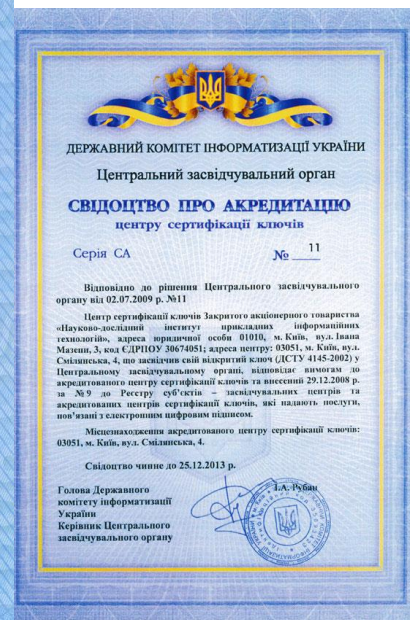 ДЕРЖАВНИЙ КОМІТЕТ ІНФОРМАТИЗАЦІЇ УКРАЇНИ
Центральний засвідчувальний орган
СВІДОЦТВО ПРО АКРЕДИТАЦІЮ
центру сертифікації ключів
Серія СА № 11
Відповідно до рішення Центрального засвідчувального
органу від 02.07.2009 р. №11
Центр сертифікації ключів Закритого акціонерного товариства
«Науково-дослідний інститут прикладних інформаційних
технологій», адреса юридичної особи 01010, м. Київ, вул. Івана
Мазепи, 3, код ЄДРПОУ 30674051; адреса центру: 03051, м. Київ, вул.
Смілянська, 4, що засвідчив свій відкритий ключ (ДСТУ 4145-2002) у
Центральному засвідчувальному органі, відповідає вимогам до
акредитованого центру сертифікації ключів та внесений 29.12.2008 р.
за №9 до Реєстру суб’єктів – засвідчувальних центрів та
акредитованих центрів сертифікації ключів, які надають послуги,
пов’язані з електронним цифровим підписом.
Місцезнаходження акредитованого центру сертифікації ключів:
03051, м. Київ, вул. Смілянська, 4.
Свідоцтво чинне до 25.12.2013 р.
Голова Державного
комітету інформатизації
України
Керівник Центрального
засвідчувального органу
І.А. Рубан